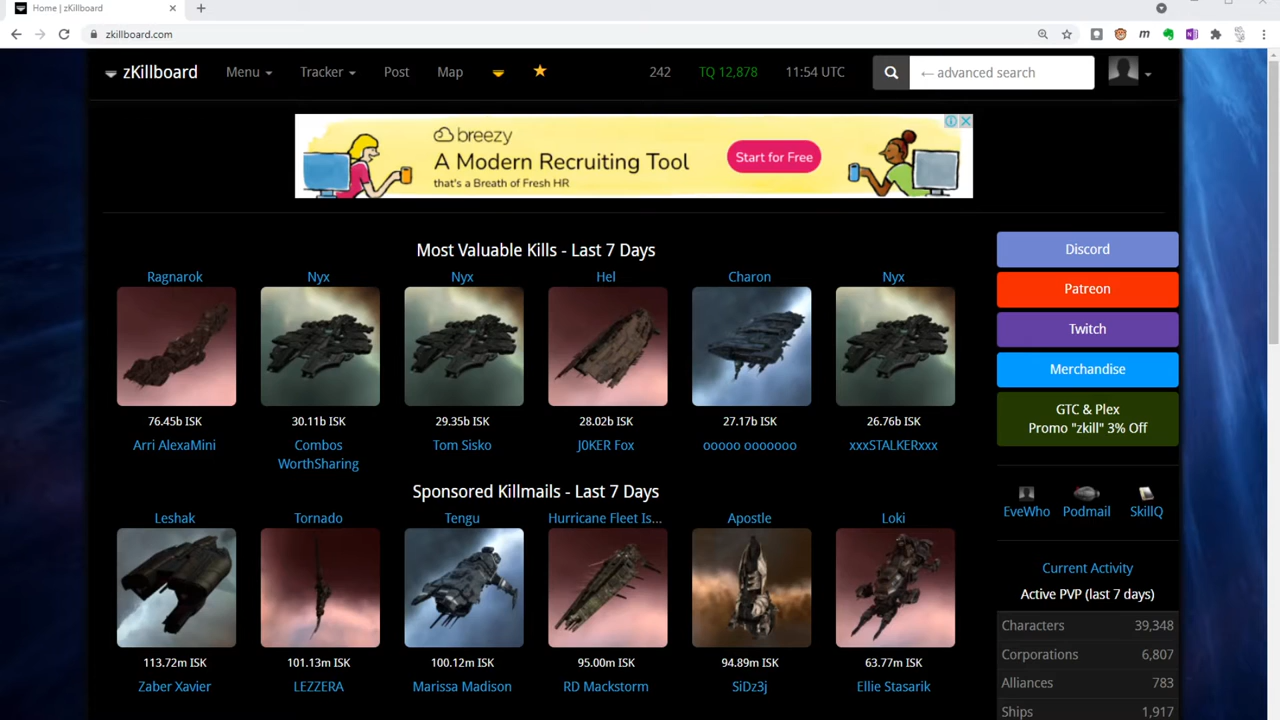 Home | zKillboard
zkillboard.com
zKillboard Menu Tracker Post Map 242 TQ 12,878 11:54 UTC ← advanced search
breezy
A Modern Recruiting Tool
that's a Breath of Fresh HR
Start for Free
Most Valuable Kills - Last 7 Days
Ragnarok Nyx Nyx Hel Charon Nyx
76.45b ISK 30.11b ISK 29.35b ISK 28.02b ISK 27.17b ISK 26.76b ISK
Arri AlexaMini Combos Tom Sisko J0KER Fox ooooo ooooooo xxxSTALKERxxx
WorthSharing
Sponsored Killmails - Last 7 Days
Leshak Tornado Tengu Hurricane Fleet Is... Apostle Loki
113.72m ISK 101.13m ISK 100.12m ISK 95.00m ISK 94.89m ISK 63.77m ISK
Zaber Xavier LEZZERA Marissa Madison RD Mackstorm SiDz3j Ellie Stasarik
Discord
Patreon
Twitch
Merchandise
GTC & Plex
Promo "zkill" 3% Off
EveWho Podmail SkillQ
Current Activity
Active PVP (last 7 days)
Characters 39,348
Corporations 6,807
Alliances 783
Ships 1,917